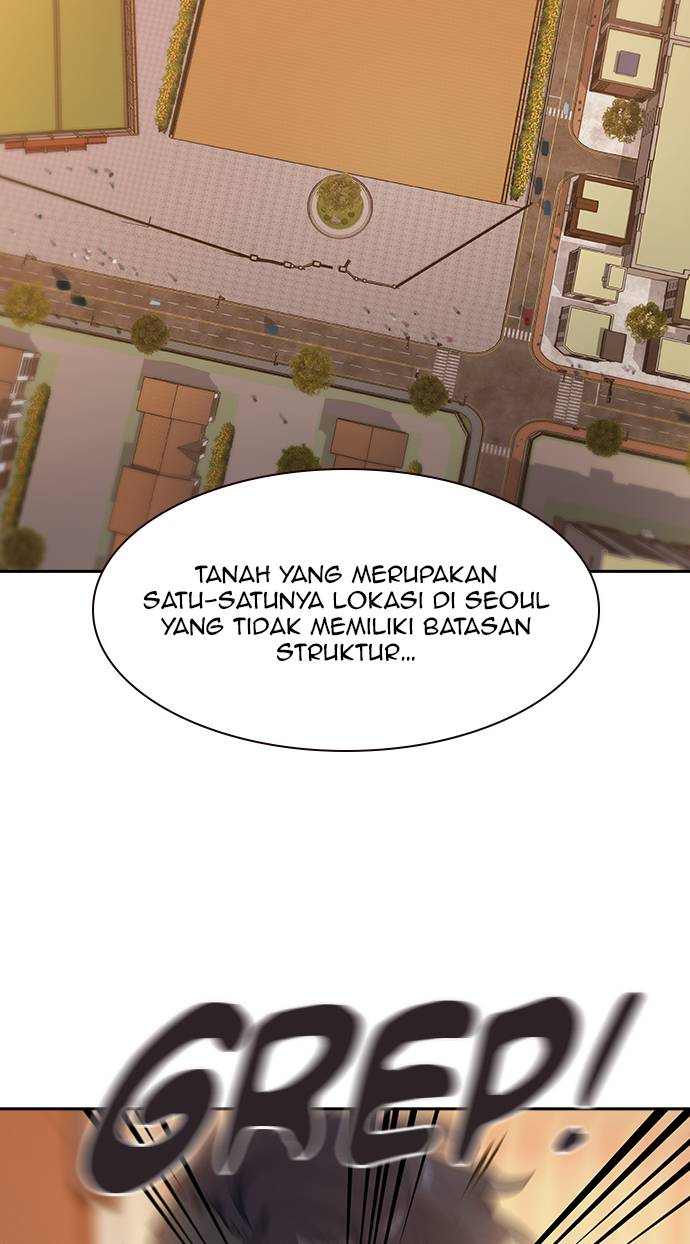 TANAH YANG MERUPAKAN
SATU-SATUNYA LOKASI DI SEOUL
YANG TIDAK MEMILIKI BATASAN
STRUKTUR...
GREP!